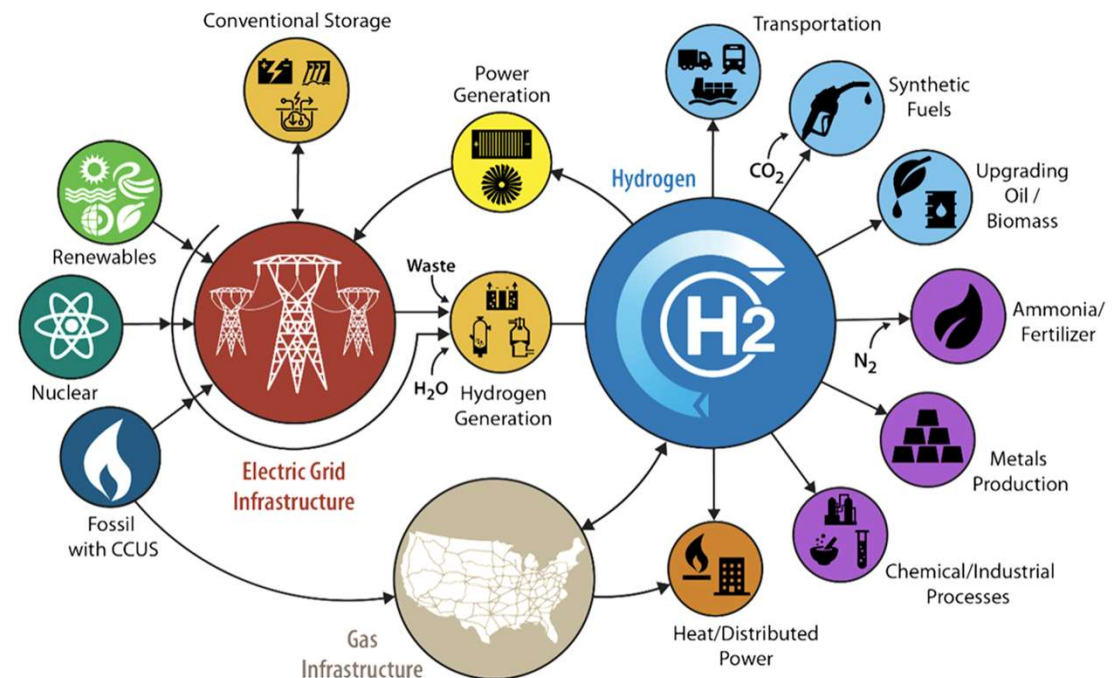 Conventional Storage
Transportation
Power
Generation
Synthetic
Fuels
CO₂
Hydrogen
Upgrading
Oil /
Biomass
Renewables
Waste
H2
Ammonia/
Fertilizer
N₂
Nuclear
H₂O
Hydrogen
Generation
Electric Grid
Infrastructure
Metals
Production
Fossil
with CCUS
Chemical/Industrial
Processes
Gas
Infrastructure
Heat/Distributed
Power